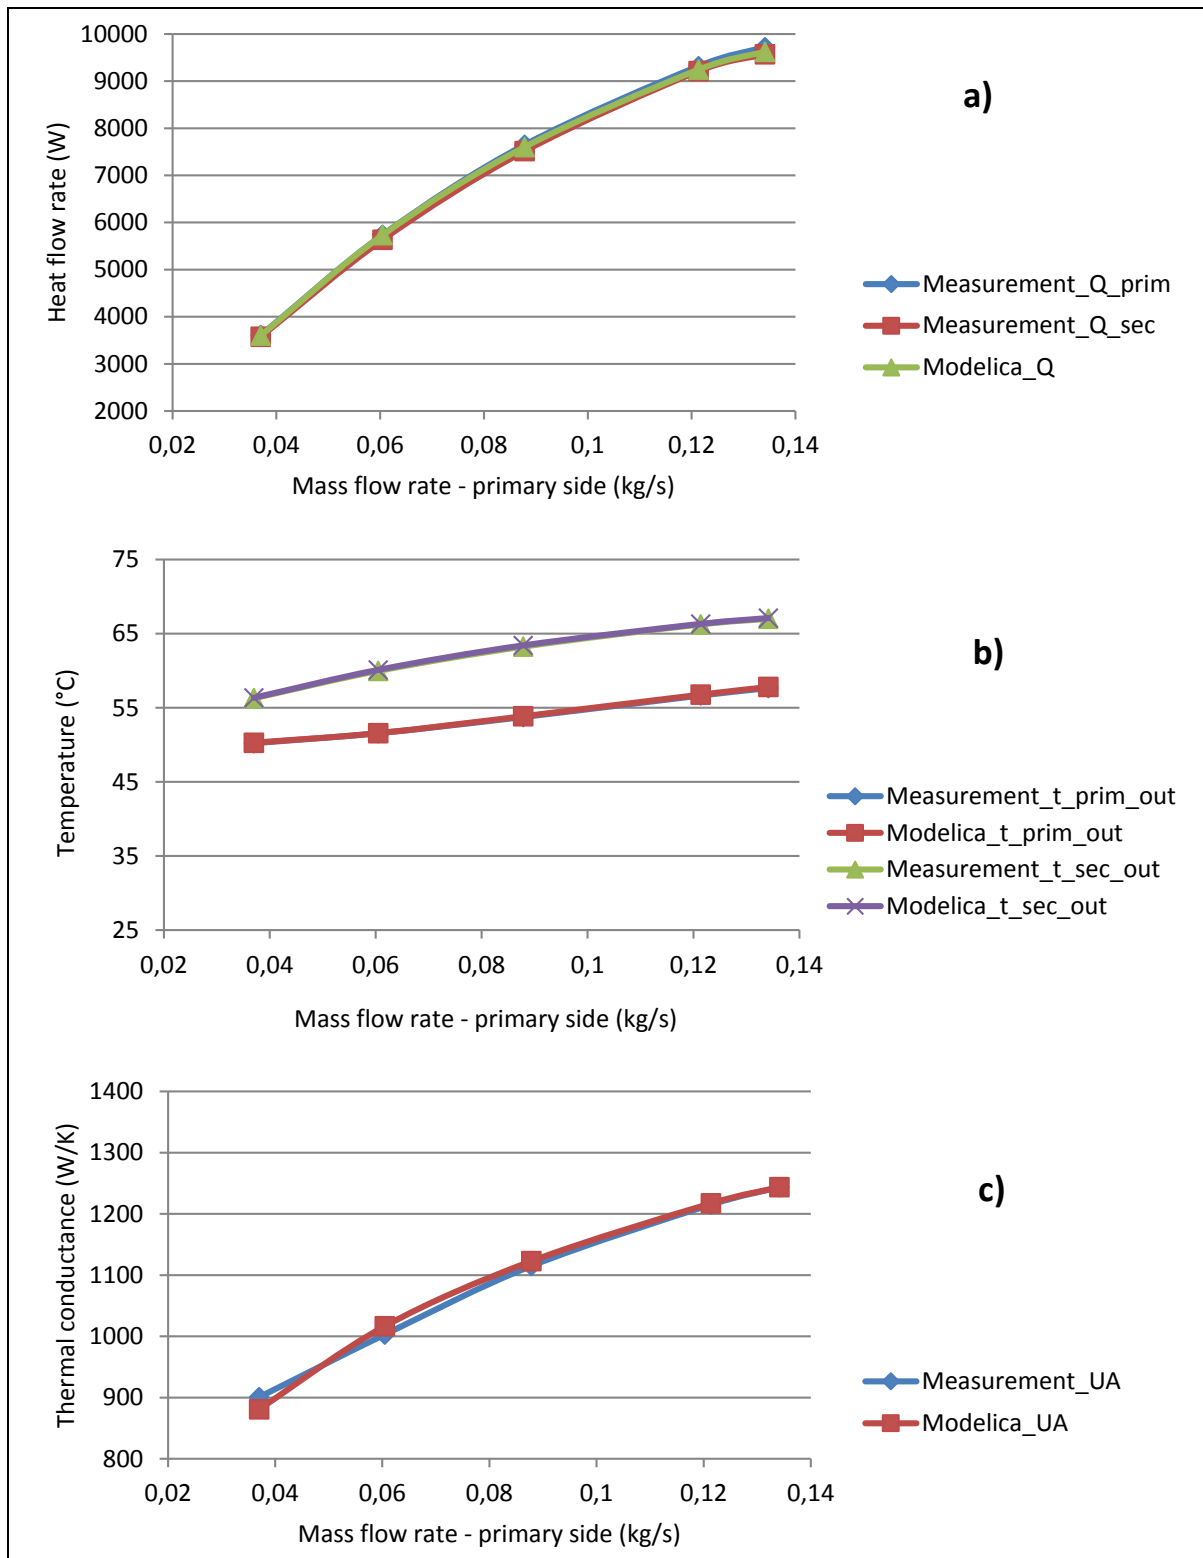 10000
9000
8000
7000
6000
5000
4000
3000
2000
Heat flow rate (W)
0,02 0,04 0,06 0,08 0,1 0,12 0,14
Mass flow rate - primary side (kg/s)
a)
Measurement_Q_prim
Measurement_Q_sec
Modelica_Q
75
65
55
45
35
25
Temperature (°C)
0,02 0,04 0,06 0,08 0,1 0,12 0,14
Mass flow rate - primary side (kg/s)
b)
Measurement_t_prim_out
Modelica_t_prim_out
Measurement_t_sec_out
Modelica_t_sec_out
1400
1300
1200
1100
1000
900
800
Thermal conductance (W/K)
0,02 0,04 0,06 0,08 0,1 0,12 0,14
Mass flow rate - primary side (kg/s)
c)
Measurement_UA
Modelica_UA